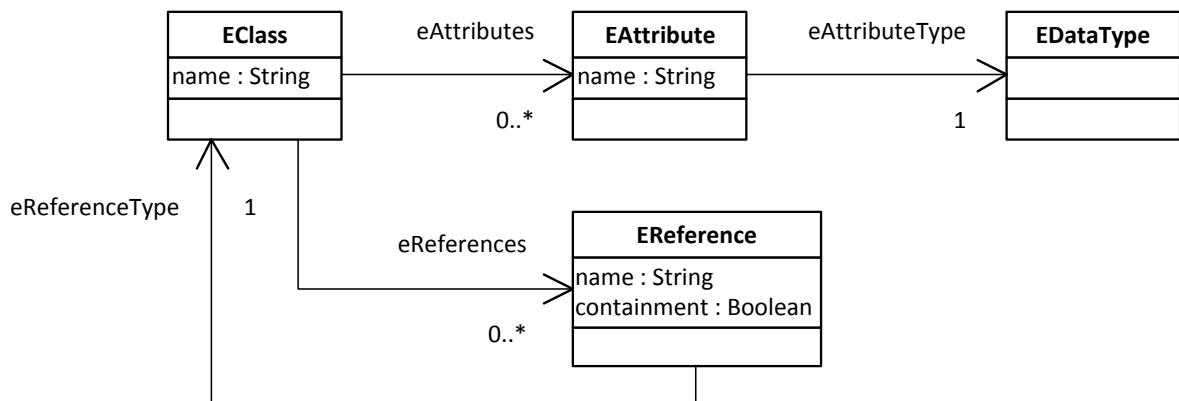 EClass
name : String
eAttributes
0..*
EAttribute
name : String
eAttributeType
1
EDataType
eReferenceType
1
eReferences
0..*
EReference
name : String
containment : Boolean